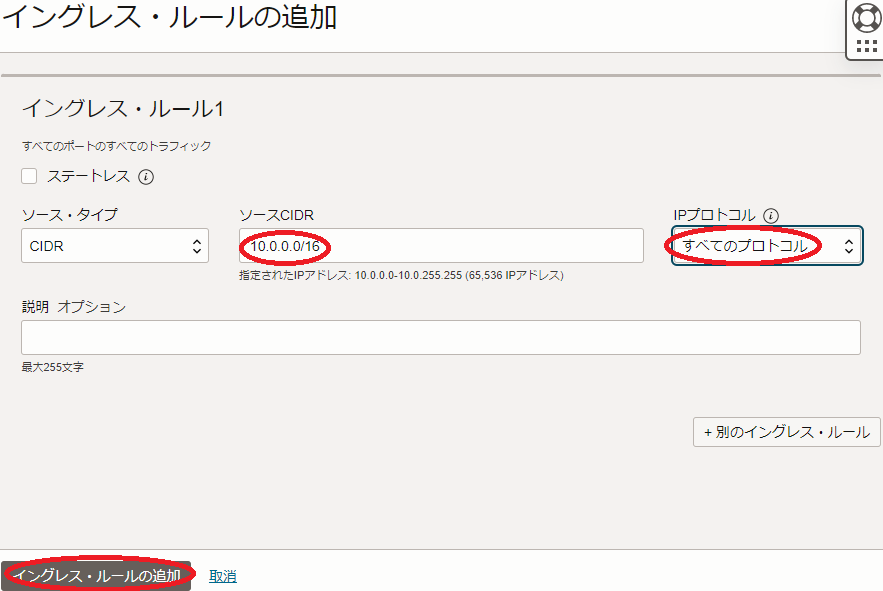 イングレス・ルールの追加
イングレス・ルール1
すべてのポートのすべてのトラフィック
ステートレス i
ソース・タイプ ソースCIDR IPプロトコル i
CIDR 10.0.0.0/16 すべてのプロトコル
指定されたIPアドレス: 10.0.0.0-10.0.255.255 (65,536 IPアドレス)
説明 オプション
最大255文字
+ 別のイングレス・ルール
イングレス・ルールの追加 取消